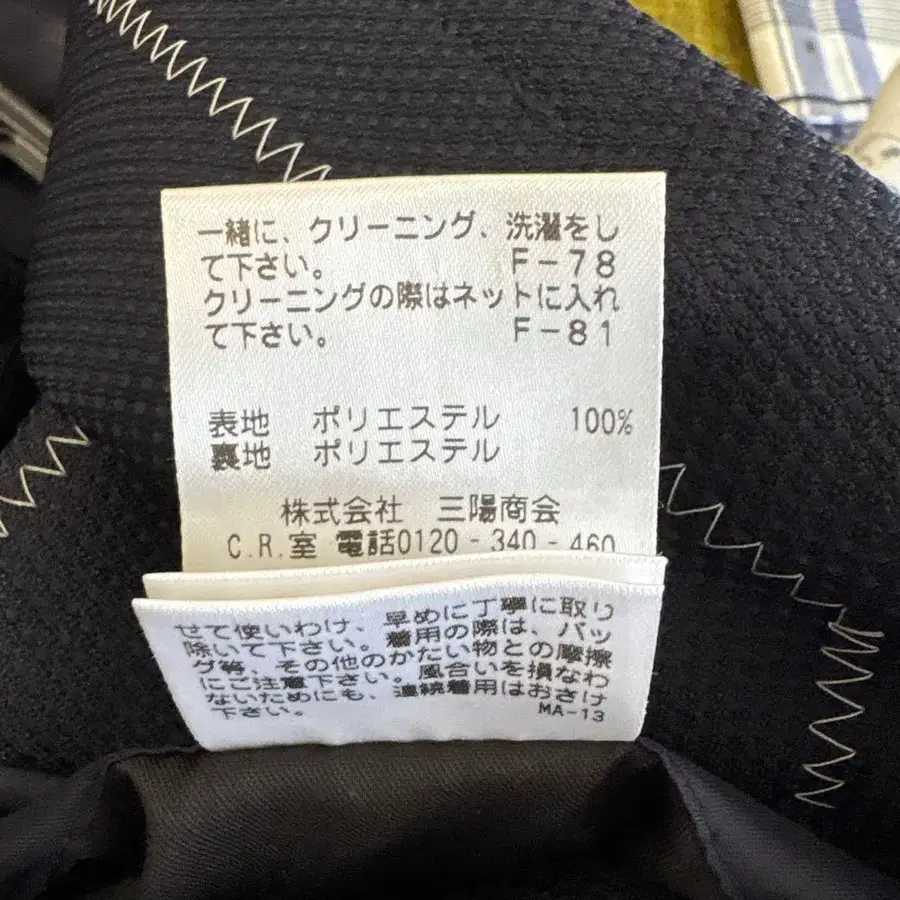 一緒に、クリーニング、洗濯をし
て下さい。 F-78
クリーニングの際はネットに入れ
て下さい。 F-81
表地 ポリエステル 100%
裏地 ポリエステル
株式会社 三陽商会
C.R.室 電話0120-340-460
せて使いわけ、早めに丁寧に取り
除いて下さい。着用の際は、バッ
グ等、その他のかたい物との摩擦
にご注意下さい。風合いを損なわ
ないためにも、連続着用はおさけ
下さい。 MA-13